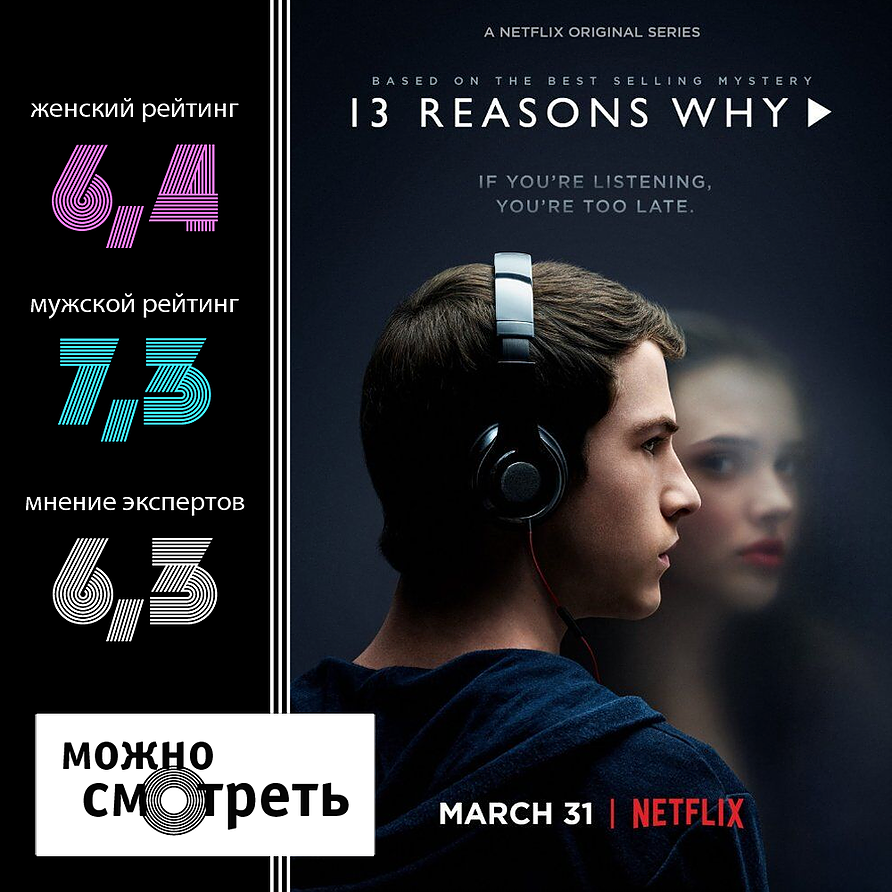 женский рейтинг
6,4
мужской рейтинг
7,3
мнение экспертов
6,3
можно
смотреть
A NETFLIX ORIGINAL SERIES
BASED ON THE BEST SELLING MYSTERY
13 REASONS WHY
IF YOU'RE LISTENING,
YOU'RE TOO LATE.
MARCH 31 | NETFLIX